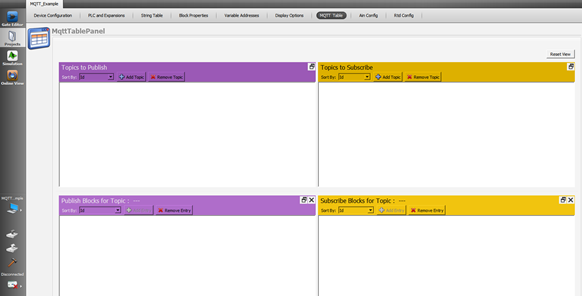 MQTT_Example
Gate Editor
Device Configuration
PLC and Expansions
String Table
Block Properties
Variable Addresses
Display Options
MQTT Table
Arn Config
Rtd Config
Projects
MqttTablePanel
Simulation
Reset View
Online View
Topics to Publish
Sort By: Id
Add Topic
Remove Topic
Topics to Subscribe
Sort By: Id
Add Topic
Remove Topic
Publish Blocks for Topic : ---
Sort By: Id
Remove Entry
Subscribe Blocks for Topic : ---
Sort By: Id
Add Entry
Remove Entry
Disconnected